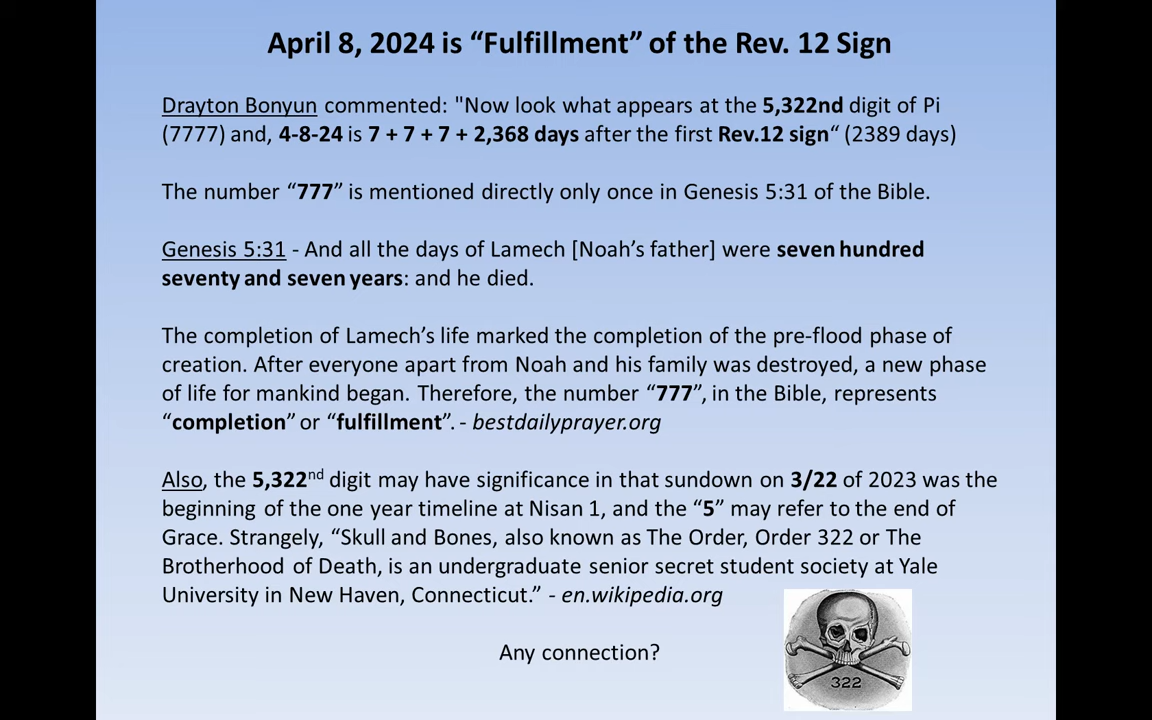 April 8, 2024 is “Fulfillment” of the Rev. 12 Sign
Drayton Bonyun commented: "Now look what appears at the 5,322nd digit of Pi
(7777) and, 4-8-24 is 7 + 7 + 7 + 2,368 days after the first Rev.12 sign“ (2389 days)
The number “777” is mentioned directly only once in Genesis 5:31 of the Bible.
Genesis 5:31 - And all the days of Lamech [Noah’s father] were seven hundred
seventy and seven years: and he died.
The completion of Lamech’s life marked the completion of the pre-flood phase of
creation. After everyone apart from Noah and his family was destroyed, a new phase
of life for mankind began. Therefore, the number “777”, in the Bible, represents
“completion” or “fulfillment”. - bestdailyprayer.org
Also, the 5,322nd digit may have significance in that sundown on 3/22 of 2023 was the
beginning of the one year timeline at Nisan 1, and the “5” may refer to the end of
Grace. Strangely, “Skull and Bones, also known as The Order, Order 322 or The
Brotherhood of Death, is an undergraduate senior secret student society at Yale
University in New Haven, Connecticut.” - en.wikipedia.org
Any connection?
322